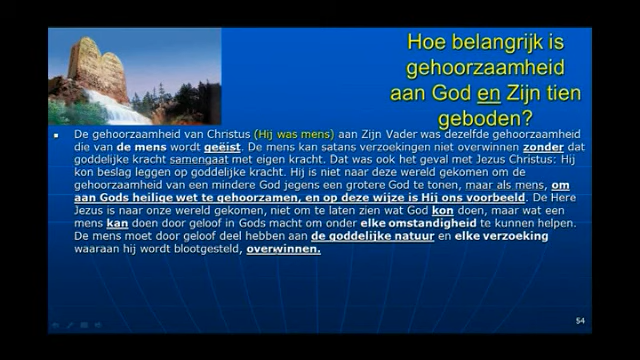 Hoe belangrijk is
gehoorzaamheid
aan God en Zijn tien
geboden?
De gehoorzaamheid van Christus (Hij was mens) aan Zijn Vader was dezelfde gehoorzaamheid
die van de mens wordt geëist. De mens kan satans verzoekingen niet overwinnen zonder dat
goddelijke kracht samengaat met eigen kracht. Dat was ook het geval met Jezus Christus: Hij
kon beslag leggen op goddelijke kracht. Hij is niet naar deze wereld gekomen om de
gehoorzaamheid van een mindere God jegens een grotere God te tonen, maar als mens, om
aan Gods heilige wet te gehoorzamen, en op deze wijze is Hij ons voorbeeld. De Here
Jezus is naar onze wereld gekomen, niet om te laten zien wat God kon doen, maar wat een
mens kan doen door geloof in Gods macht om onder elke omstandigheid te kunnen helpen.
De mens moet door geloof deel hebben aan de goddelijke natuur en elke verzoeking
waaraan hij wordt blootgesteld, overwinnen.
54